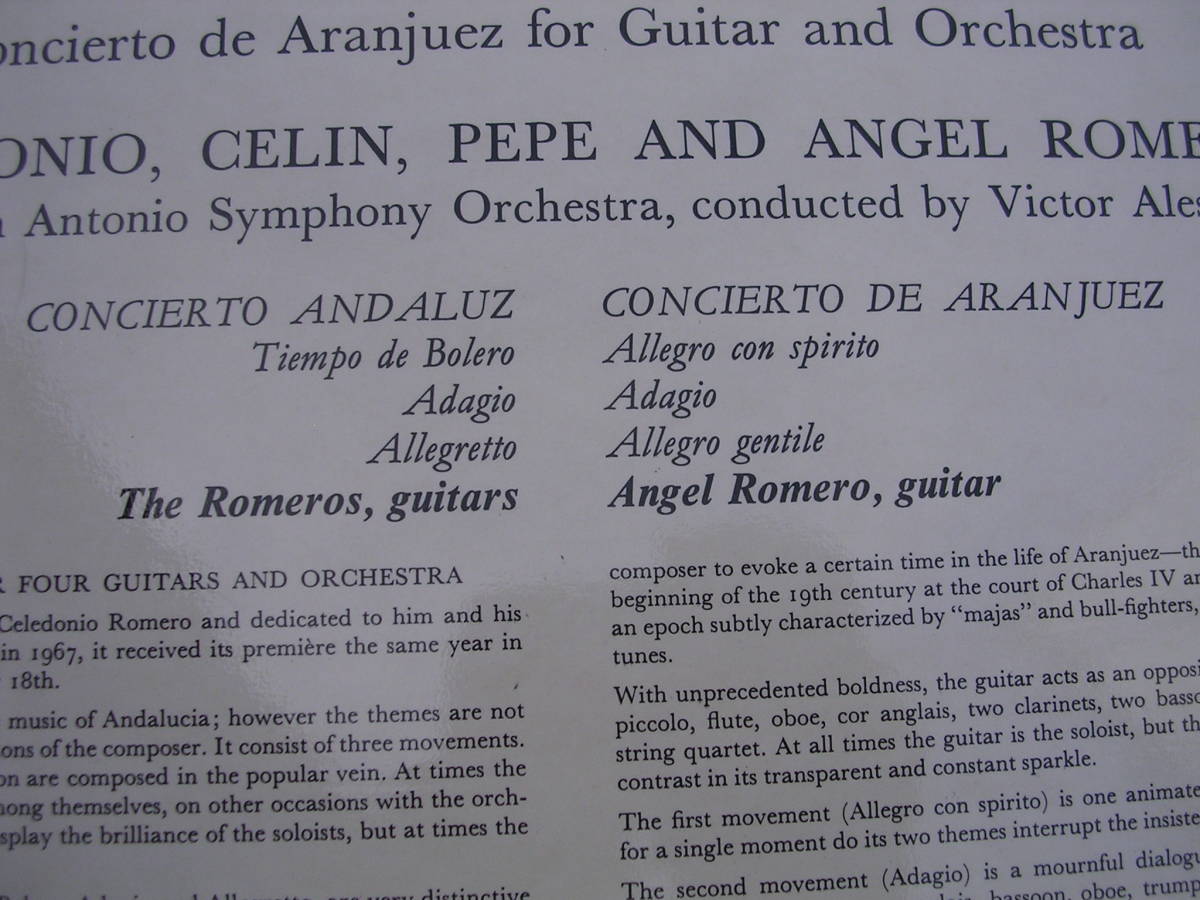 oncierto de Aranjuez for Guitar and Orchestra
ONIO, CELIN, PEPE AND ANGEL ROME
Antonio Symphony Orchestra, conducted by Victor Ales
CONCIERTO ANDALUZ
Tiempo de Bolero
Adagio
Allegretto
The Romeros, guitars
R FOUR GUITARS AND ORCHESTRA
Celedonio Romero and dedicated to him and his
in 1967, it received its première the same year in
18th.
music of Andalucia; however the themes are not
ons of the composer. It consist of three movements.
on are composed in the popular vein. At times the
mong themselves, on other occasions with the orch-
splay the brilliance of the soloists, but at times the
very distinctive
CONCIERTO DE ARANJUEZ
Allegro con spirito
Adagio
Allegro gentile
Angel Romero, guitar
composer to evoke a certain time in the life of Aranjuez—th
beginning of the 19th century at the court of Charles IV an
an epoch subtly characterized by "majas" and bull-fighters,
tunes.
With unprecedented boldness, the guitar acts as an opposi
piccolo, flute, oboe, cor anglais, two clarinets, two basso
string quartet. At all times the guitar is the soloist, but th
contrast in its transparent and constant sparkle.
The first movement (Allegro con spirito) is one animate
for a single moment do its two themes interrupt the insiste
The second movement (Adagio) is a mournful dialogu
bassoon, oboe, trump